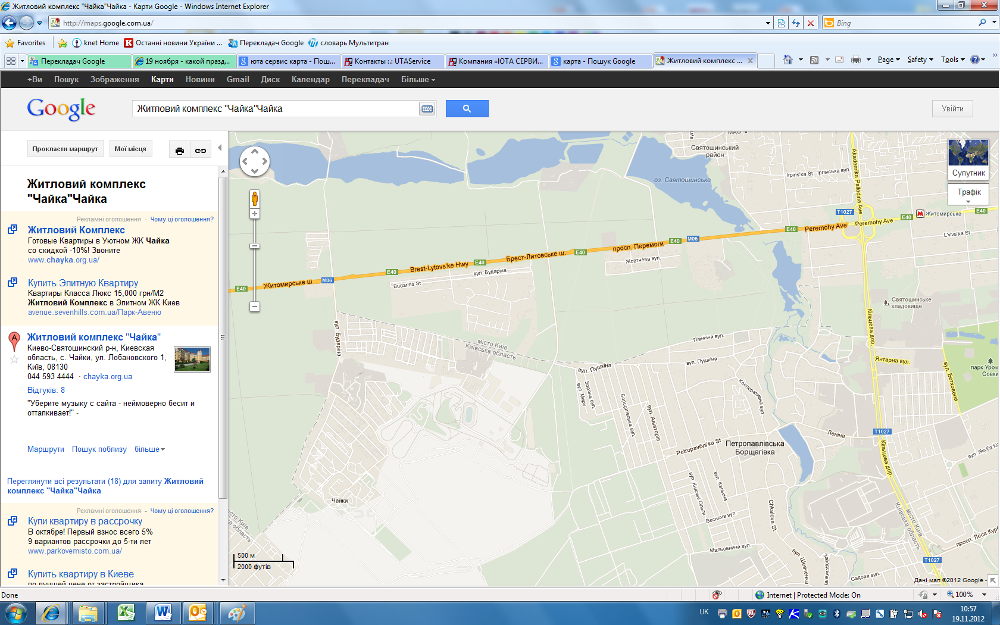 Житловий комплекс "Чайка"Чайка - Карти Google - Windows Internet Explorer
http://maps.google.com.ua/
Bing
Favorites
knet Home
Останні новини України ...
Перекладач Google
словарь Мультитран
Перекладач Google
19 ноября - какой празд...
юта сервис карта - Пош...
Контакты :.: UTAService
Компания «ЮТА СЕРВИ...
карта - Пошук Google
Житловий комплекс ...
Page
Safety
Tools
+Ви Пошук Зображення Карти Новини Gmail Диск Календар Перекладач Більше
Google
Житловий комплекс "Чайка"Чайка
Увійти
Прокласти маршрут
Мої місця
Житловий комплекс
"Чайка"Чайка
Рекламні оголошення - Чому ці оголошення?
Житловий Комплекс
Готовые Квартиры в Уютном ЖК Чайка
со скидкой -10%! Звоните
www.chayka.org.ua/
Купить Элитную Квартиру
Квартиры Класса Люкс 15,000 грн/М2
Житловий Комплекс в Элитном ЖК Киев
avenue.sevenhills.com.ua/Парк-Авеню
A
Житловий комплекс "Чайка"
Киево-Святошинский р-н, Киевская
область, с. Чайки, ул. Лобановского 1,
Київ, 08130
044 593 4444 · chayka.org.ua
Відгуків: 8
"Уберите музыку с сайта - неймоверно бесит и
отталкивает!" -
Маршрути Пошук поблизу більше
Переглянути всі результати (18) для запиту Житловий
комплекс "Чайка"Чайка
Рекламні оголошення - Чому ці оголошення?
Купи квартиру в рассрочку
В октябре! Первый взнос всего 5%
9 вариантов рассрочки до 5-ти лет
www.parkovemisto.com.ua/
Купить квартиру в Киеве
по лучшей цене от застройщика
МАФ
Святошинський
район
Irpins'ka St
Ірпінська вул.
Akademika Palladina Ave
Супутник
Трафік
оз. Святошинське
T1027
Житомирська
E40
E40
Peremohy Ave
Peremohy Ave
E40
L'vivs'ka St
M06
E40
просп. Перемоги
Жовтнева вул.
E40
Брест-Литовське ш.
E40
Brest-Lytovs'ke Hwy
E40
вул. Бударіна
Budarina St
M06
Житомирське ш.
E40
Святошинське
кладовище
Кільцева дор.
вул. Бударіна
місто Київ
Київська область
Північна вул.
вул. Пушкіна
вул. Пушкіна
Янтарна вул.
вул. Бетховена
парк Уроч
Совки
Зоряна вул.
вул. Миру
Кооперативна вул.
Борщагівська вул.
вул. Авіаторів
T1027
Леніна
Petropavlivs'ka St
Петропавлівська
Борщагівка
Кільцева дор.
вул. Якуба Ко
вул. Княгині Ольги
вул. Калініна
Чайки
Chkalova St
Весняна вул.
місто Київ
Київська область
місто Київ
ка область
просп. Леся Курб
Мальовнича вул.
вул. Шевченка
аводська ву
T1027
Садова вул.
500 м
2000 футів
Дані мап ©2012 Google -
Done
Internet | Protected Mode: On
100%
UK
10:57
19.11.2012